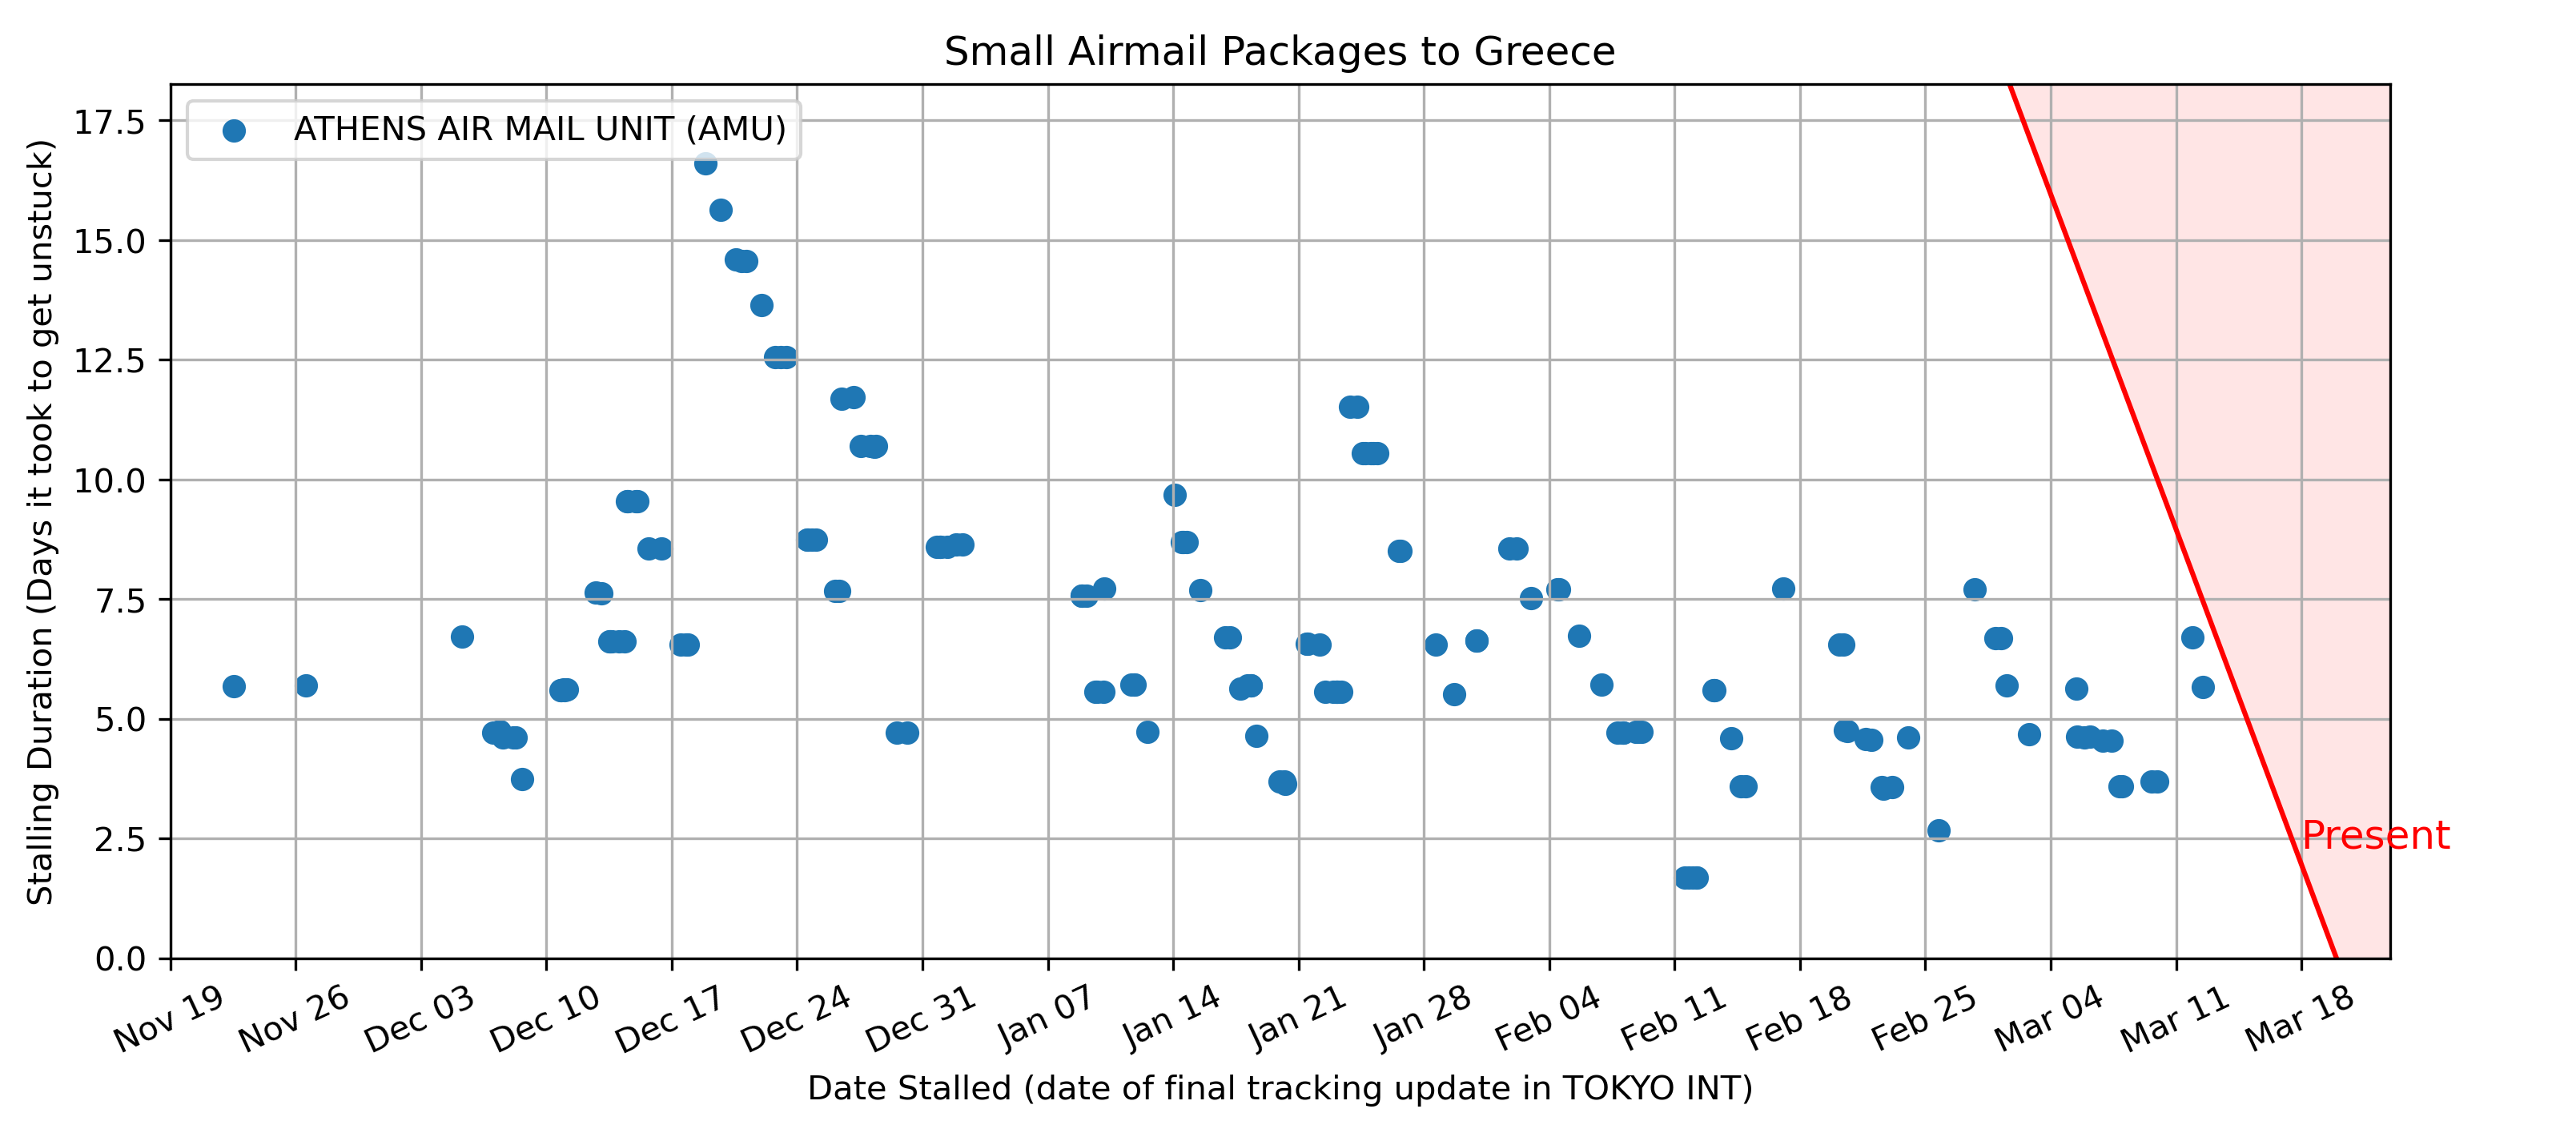 Small Airmail Packages to Greece
ATHENS AIR MAIL UNIT (AMU)
Stalling Duration (Days it took to get unstuck)
17.5
15.0
12.5
10.0
7.5
5.0
2.5
0.0
Present
Nov 19
Nov 26
Dec 03
Dec 10
Dec 17
Dec 24
Dec 31
Jan 07
Jan 14
Jan 21
Jan 28
Feb 04
Feb 11
Feb 18
Feb 25
Mar 04
Mar 11
Mar 18
Date Stalled (date of final tracking update in TOKYO INT)